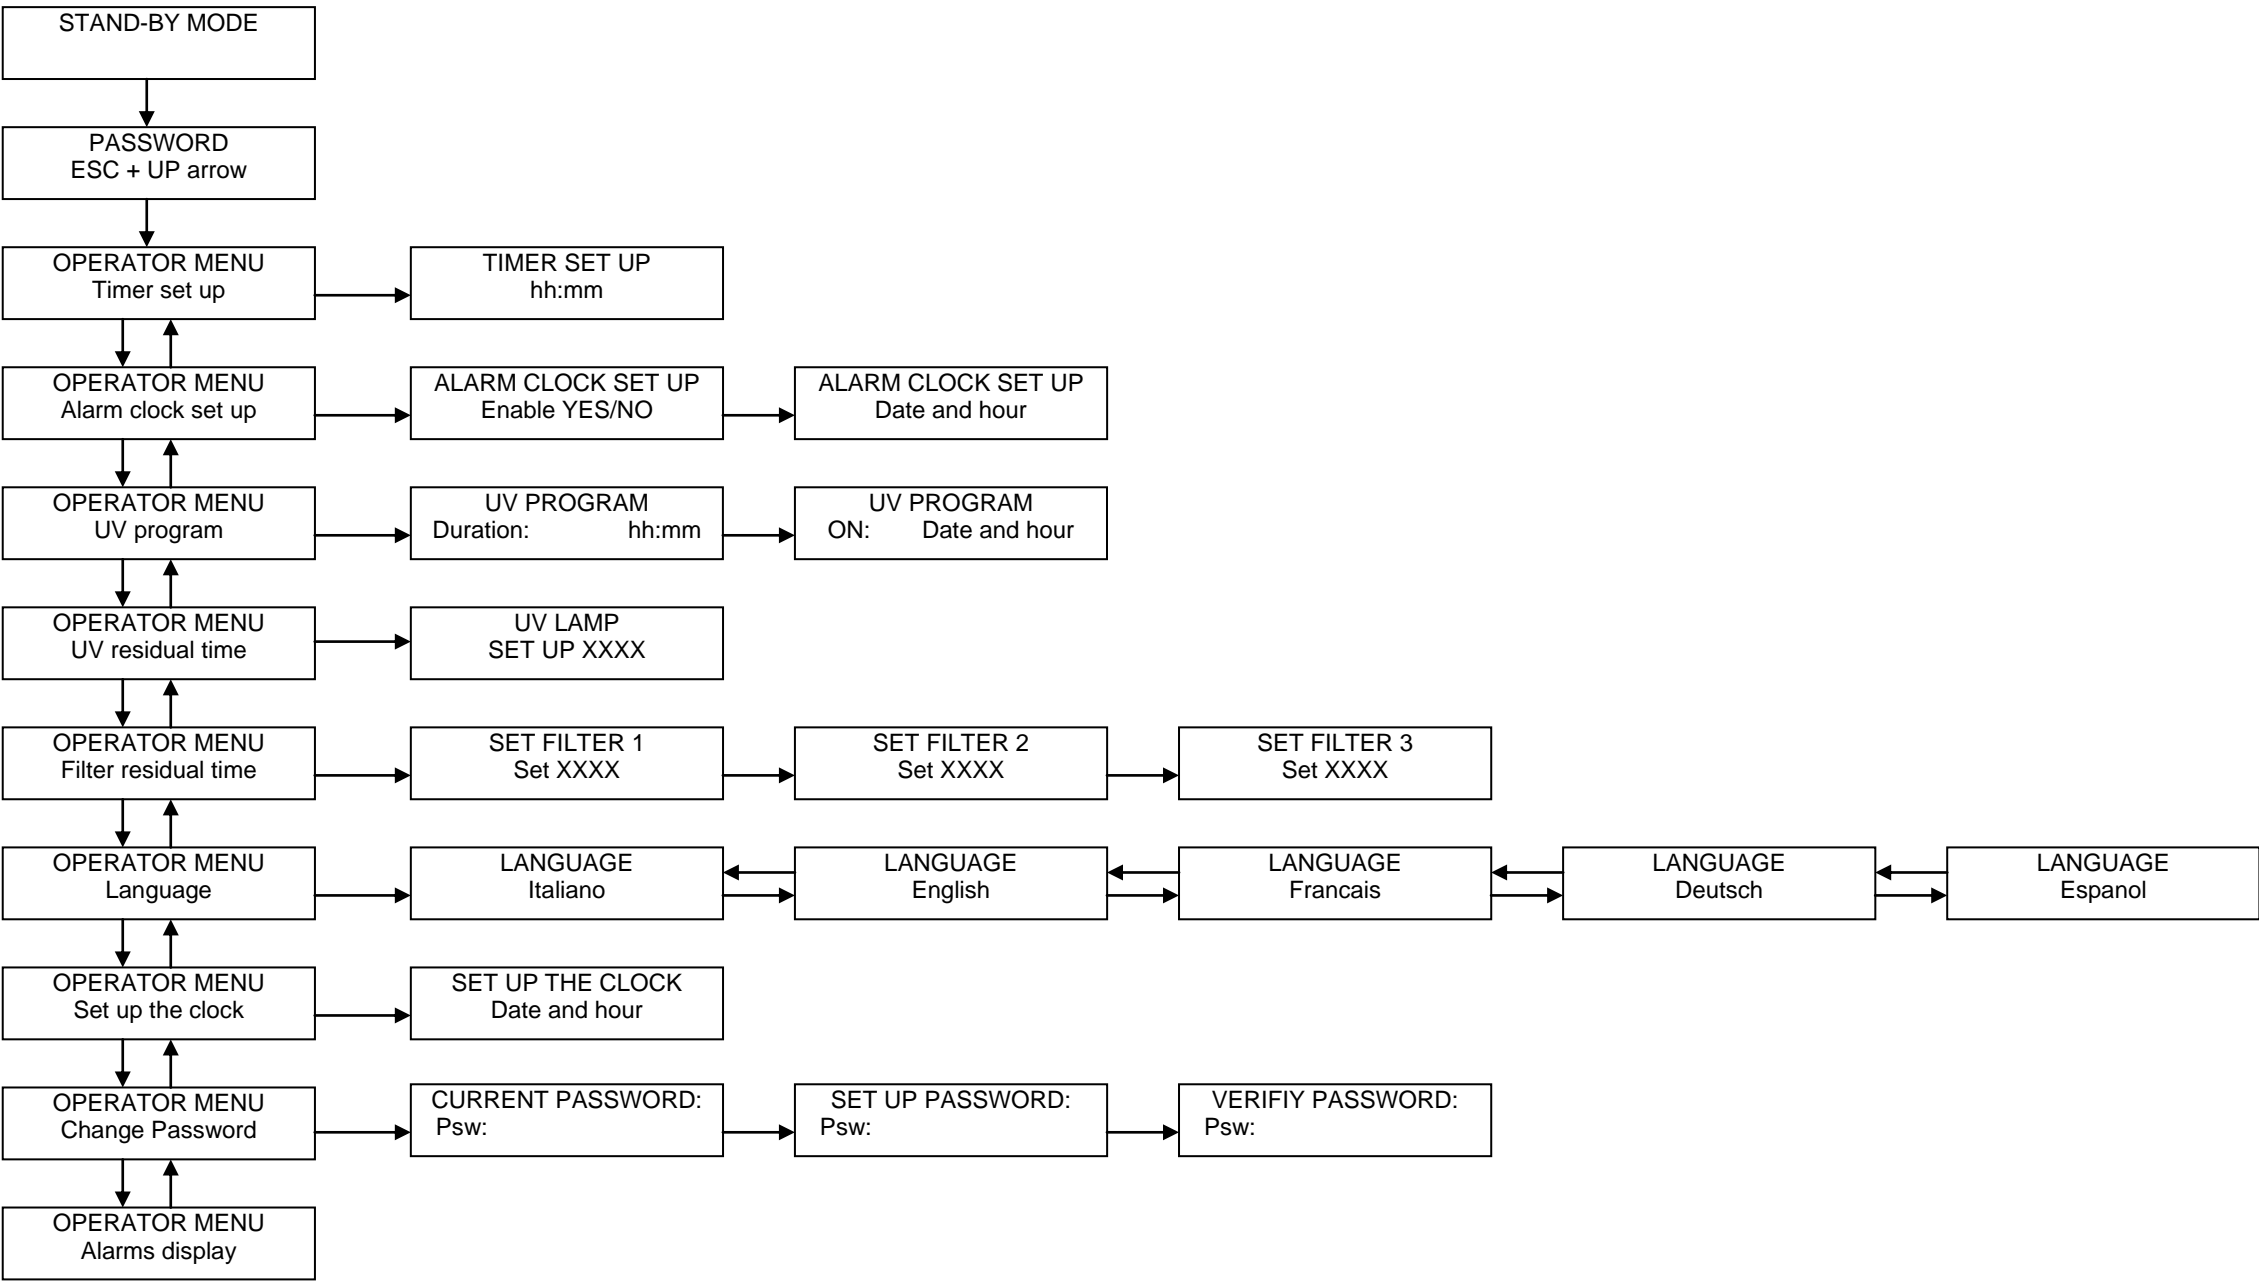 STAND-BY MODE
PASSWORD
ESC + UP arrow
OPERATOR MENU
Timer set up
TIMER SET UP
hh:mm
OPERATOR MENU
Alarm clock set up
ALARM CLOCK SET UP
Enable YES/NO
ALARM CLOCK SET UP
Date and hour
OPERATOR MENU
UV program
UV PROGRAM
Duration: hh:mm
UV PROGRAM
ON: Date and hour
OPERATOR MENU
UV residual time
UV LAMP
SET UP XXXX
OPERATOR MENU
Filter residual time
SET FILTER 1
Set XXXX
SET FILTER 2
Set XXXX
SET FILTER 3
Set XXXX
OPERATOR MENU
Language
LANGUAGE
Italiano
LANGUAGE
English
LANGUAGE
Francais
LANGUAGE
Deutsch
LANGUAGE
Espanol
OPERATOR MENU
Set up the clock
SET UP THE CLOCK
Date and hour
OPERATOR MENU
Change Password
CURRENT PASSWORD:
Psw:
SET UP PASSWORD:
Psw:
VERIFIY PASSWORD:
Psw:
OPERATOR MENU
Alarms display